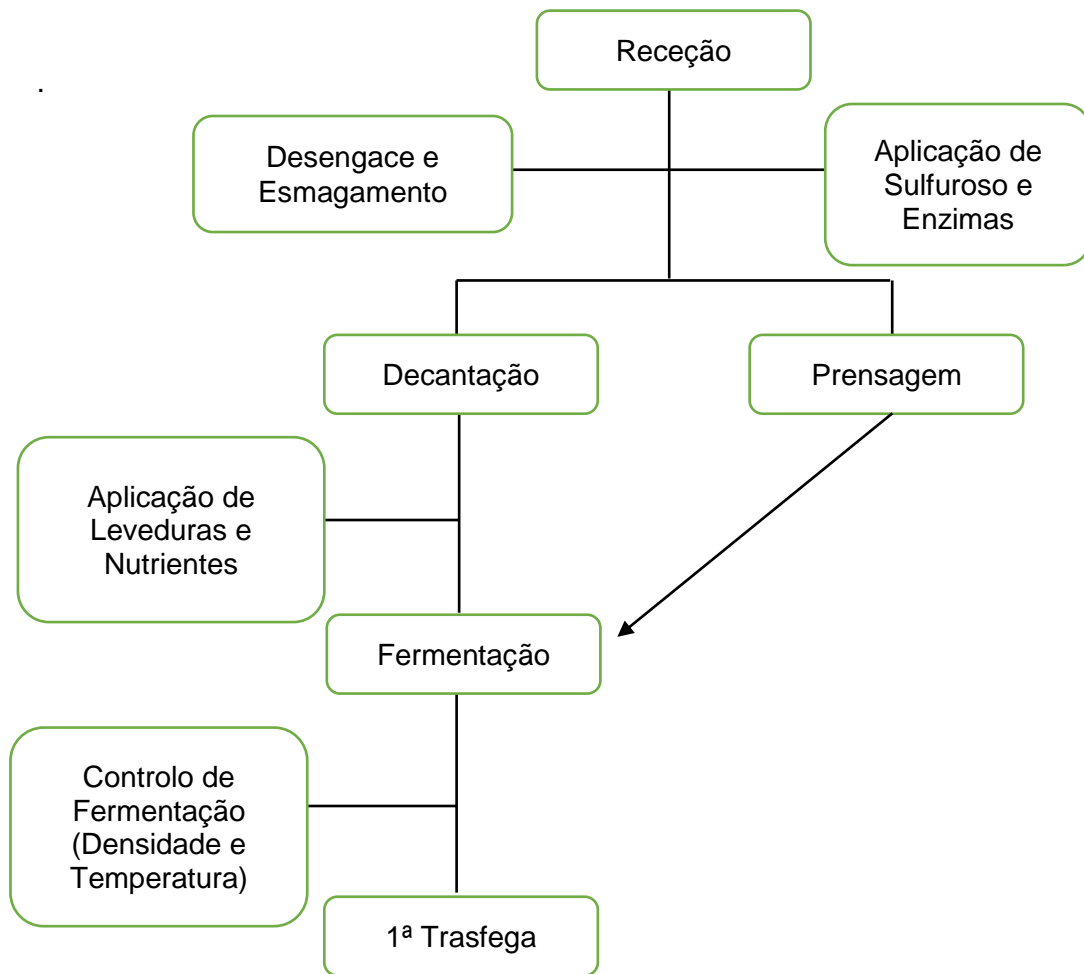 Receção
.
Desengace e
Esmagamento
Aplicação de
Sulfuroso e
Enzimas
Decantação
Prensagem
Aplicação de
Leveduras e
Nutrientes
Fermentação
Controlo de
Fermentação
(Densidade e
Temperatura)
1ª Trasfega